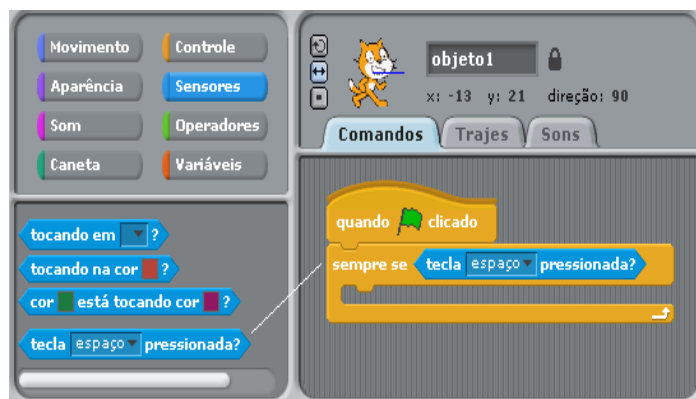 Movimento Controle
Aparência Sensores
Som Operadores
Caneta Variáveis
tocando em ?
tocando na cor ?
cor está tocando cor ?
tecla espaço pressionada?
objeto1
x: -13 y: 21 direção: 90
Comandos Trajes Sons
quando clicado
sempre se tecla espaço pressionada?